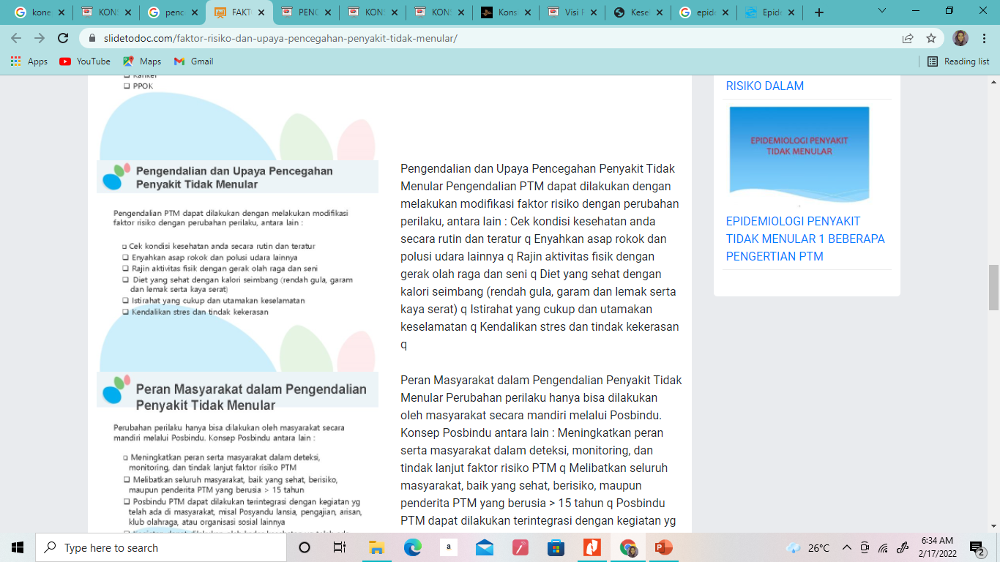 kone
KONS
penc
FAKT
PENC
KONS
KONS
Kons
Visi F
Kese
epid
Epid
slidetodoc.com/faktor-risiko-dan-upaya-pencegahan-penyakit-tidak-menular/
Apps
YouTube
Maps
Gmail
Reading list
Kanker
PPOK
Pengendalian dan Upaya Pencegahan
Penyakit Tidak Menular
Pengendalian PTM dapat dilakukan dengan melakukan modifikasi
faktor risiko dengan perubahan perilaku, antara lain :
Cek kondisi kesehatan anda secara rutin dan teratur
Enyahkan asap rokok dan polusi udara lainnya
Rajin aktivitas fisik dengan gerak olah raga dan seni
Diet yang sehat dengan kalori seimbang (rendah gula, garam
dan lemak serta kaya serat)
Istirahat yang cukup dan utamakan keselamatan
Kendalikan stres dan tindak kekerasan
Peran Masyarakat dalam Pengendalian
Penyakit Tidak Menular
Perubahan perilaku hanya bisa dilakukan oleh masyarakat secara
mandiri melalui Posbindu. Konsep Posbindu antara lain :
Meningkatkan peran serta masyarakat dalam deteksi,
monitoring, dan tindak lanjut faktor risiko PTM
Melibatkan seluruh masyarakat, baik yang sehat, berisiko,
maupun penderita PTM yang berusia > 15 tahun
Posbindu PTM dapat dilakukan terintegrasi dengan kegiatan yg
telah ada di masyarakat, misal Posyandu lansia, pengajian, arisan,
klub olahraga, atau organisasi sosial lainnya
Pengendalian dan Upaya Pencegahan Penyakit Tidak
Menular Pengendalian PTM dapat dilakukan dengan
melakukan modifikasi faktor risiko dengan perubahan
perilaku, antara lain : Cek kondisi kesehatan anda
secara rutin dan teratur q Enyahkan asap rokok dan
polusi udara lainnya q Rajin aktivitas fisik dengan
gerak olah raga dan seni q Diet yang sehat dengan
kalori seimbang (rendah gula, garam dan lemak serta
kaya serat) q Istirahat yang cukup dan utamakan
keselamatan q Kendalikan stres dan tindak kekerasan
q
Peran Masyarakat dalam Pengendalian Penyakit Tidak
Menular Perubahan perilaku hanya bisa dilakukan
oleh masyarakat secara mandiri melalui Posbindu.
Konsep Posbindu antara lain : Meningkatkan peran
serta masyarakat dalam deteksi, monitoring, dan
tindak lanjut faktor risiko PTM q Melibatkan seluruh
masyarakat, baik yang sehat, berisiko, maupun
penderita PTM yang berusia > 15 tahun q Posbindu
PTM dapat dilakukan terintegrasi dengan kegiatan yg
RISIKO DALAM
EPIDEMIOLOGI PENYAKIT
TIDAK MENULAR
EPIDEMIOLOGI PENYAKIT
TIDAK MENULAR 1 BEBERAPA
PENGERTIAN PTM
Type here to search
a
26°C
6:34 AM
2/17/2022
2